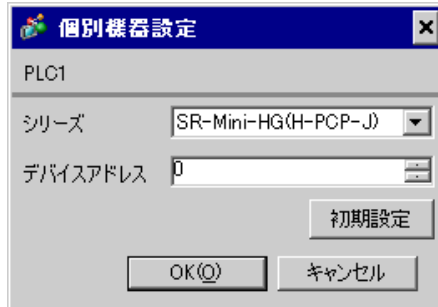 個別機器設定
PLC1
シリーズ SR-Mini-HG(H-PCP-J)
デバイスアドレス 0
初期設定
OK(O) キャンセル